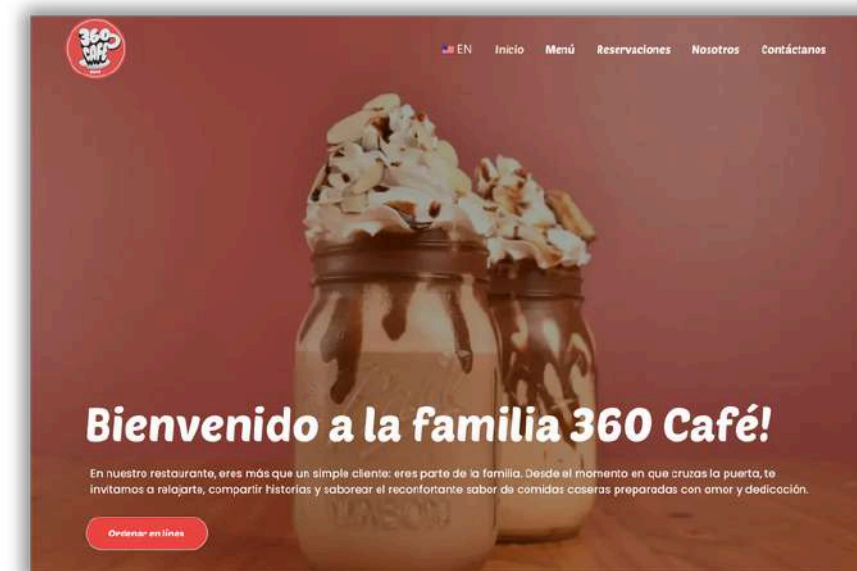 360
CAFÉ
EN Inicio Menú Reservaciones Nosotros Contáctanos
Bienvenido a la familia 360 Café!
En nuestro restaurante, eres más que un simple cliente: eres parte de la familia. Desde el momento en que cruzas la puerta, te
invitamos a relajarte, compartir historias y saborear el reconfortante sabor de comidas caseras preparadas con amor y dedicación.
MASON
Ordenar en línea